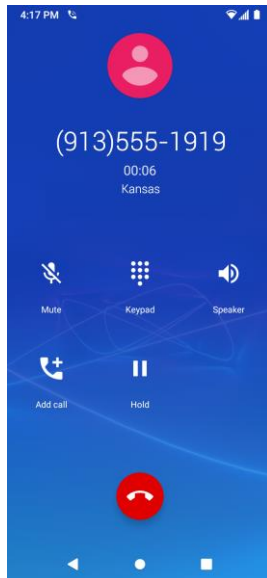 4:17 PM
(913)555-1919
00:06
Kansas
Mute Keypad Speaker
Add call Hold